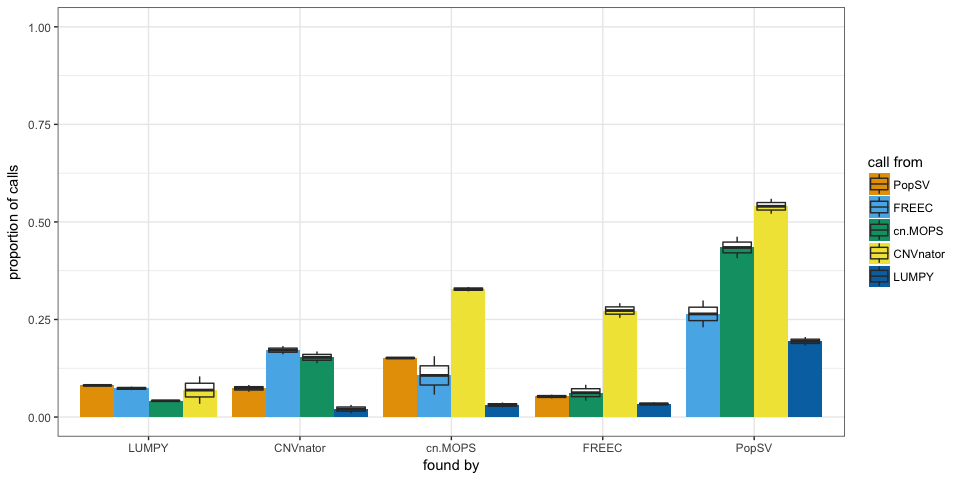 proportion of calls
1.00
0.75
0.50
0.25
0.00
LUMPY
CNVnator
cn.MOPS
FREEC
PopSV
found by
call from
PopSV
FREEC
cn.MOPS
CNVnator
LUMPY